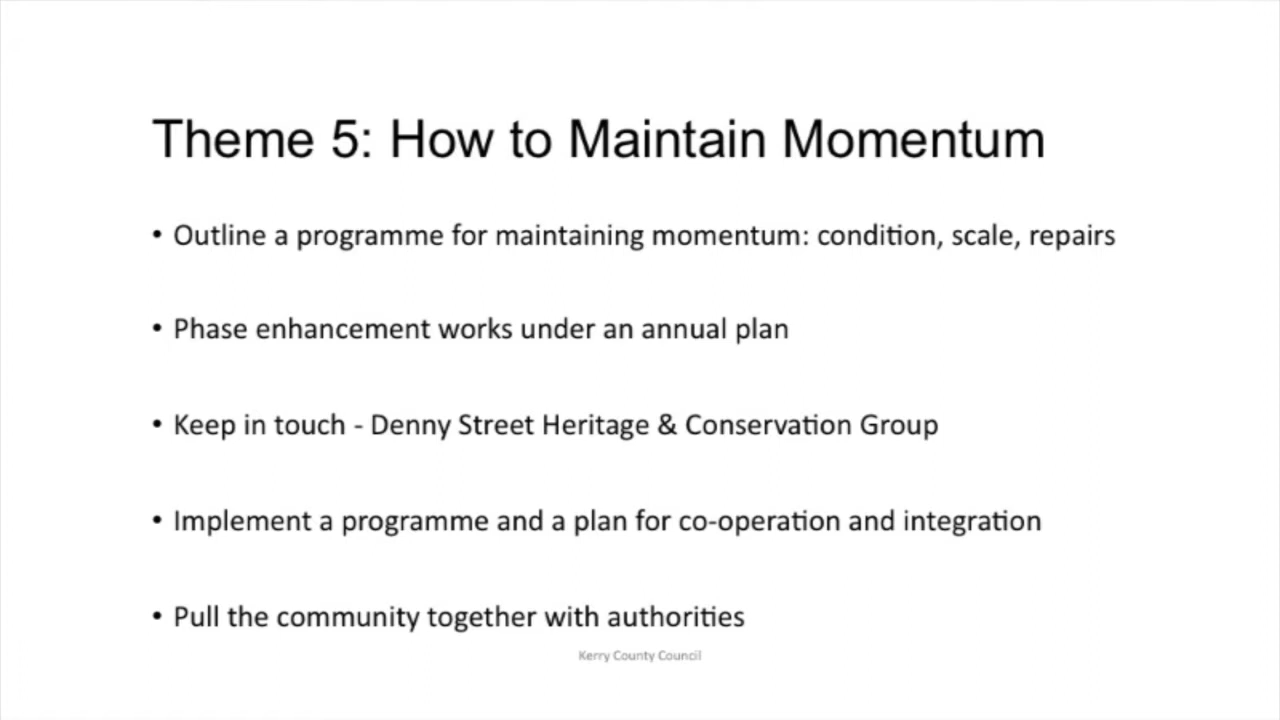 Theme 5: How to Maintain Momentum
• Outline a programme for maintaining momentum: condition, scale, repairs
• Phase enhancement works under an annual plan
• Keep in touch - Denny Street Heritage & Conservation Group
• Implement a programme and a plan for co-operation and integration
• Pull the community together with authorities
Kerry County Council